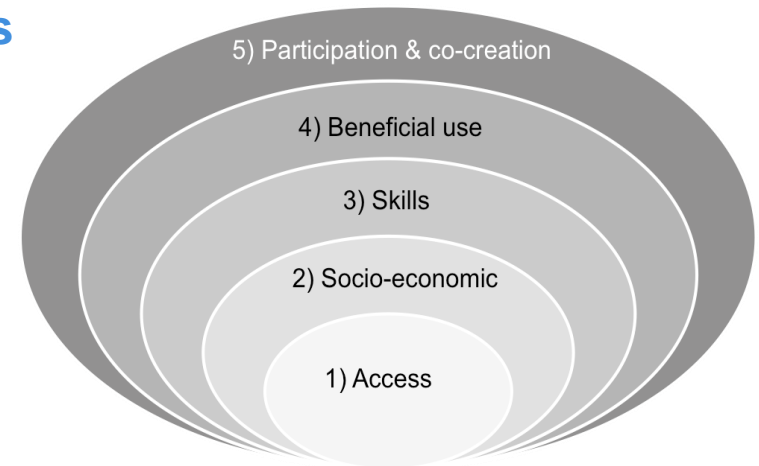 s
5) Participation & co-creation
4) Beneficial use
3) Skills
2) Socio-economic
1) Access